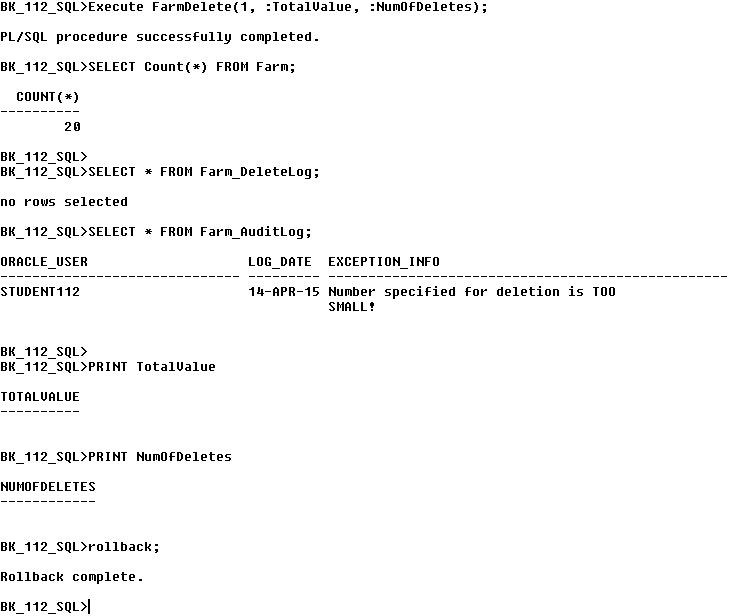 BK_112_SQL>Execute FarmDelete(1, :TotalValue, :NumOfDeletes);
PL/SQL procedure successfully completed.
BK_112_SQL>SELECT Count(*) FROM Farm;
COUNT(*)
----------
20
BK_112_SQL>
BK_112_SQL>SELECT * FROM Farm_DeleteLog;
no rows selected
BK_112_SQL>SELECT * FROM Farm_AuditLog;
ORACLE_USER LOG_DATE EXCEPTION_INFO
------------------------------ --------- --------------------------------------------------
STUDENT112 14-APR-15 Number specified for deletion is TOO
SMALL!
BK_112_SQL>
BK_112_SQL>PRINT TotalValue
TOTALVALUE
----------
BK_112_SQL>PRINT NumOfDeletes
NUMOFDELETES
------------
BK_112_SQL>rollback;
Rollback complete.
BK_112_SQL>